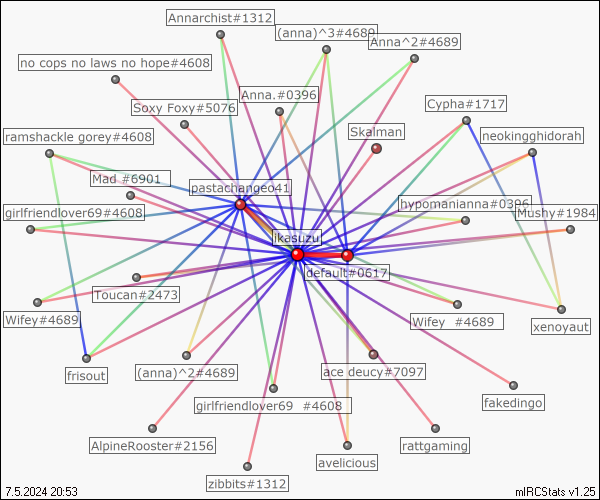 Annarchist#1312
(anna)^3#4689
Anna^2#4689
no cops no laws no hope#4608
Anna.#0396
Soxy Foxy#5076
Cypha#1717
Skalman
ramshackle gorey#4608
neokingghidorah
Mad #6901
pastachangeo41
hypomanianna#0396
girlfriendlover69#4608
Mushy#1984
ikasuzu
default#0617
Toucan#2473
Wifey#4689
Wifey #4689
xenoyaut
frisout
(anna)^2#4689
ace deucy#7097
girlfriendlover69 #4608
fakedingo
AlpineRooster#2156
rattgaming
avelicious
zibbits#1312
7.5.2024 20:53
mIRCStats v1.25